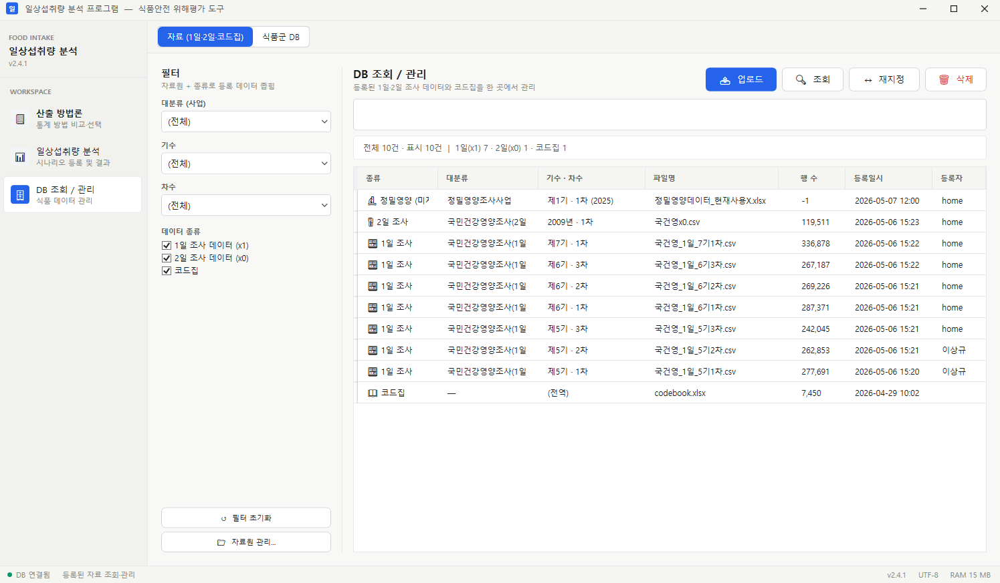 일 일상섭취량 분석 프로그램 — 식품안전 위해평가 도구
FOOD INTAKE
일상섭취량 분석
v2.4.1
WORKSPACE
산출 방법론
통계 방법 비교·선택
일상섭취량 분석
시나리오 등록 및 결과
DB 조회 / 관리
식품 데이터 관리
자료 (1일·2일·코드집) 식품군 DB
필터
자료원 + 종류로 등록 데이터 좁힘
대분류 (사업)
(전체)
기수
(전체)
차수
(전체)
데이터 종류
1일 조사 데이터 (x1)
2일 조사 데이터 (x0)
코드집
↺ 필터 초기화
자료원 관리...
DB 조회 / 관리
등록된 1일·2일 조사 데이터와 코드집을 한 곳에서 관리
업로드 조회 ↔ 재지정 삭제
전체 10건 · 표시 10건 | 1일(x1) 7 · 2일(x0) 1 · 코드집 1
종류 대분류 기수 · 차수 파일명 행 수 등록일시 등록자
정밀영양 (미지 정밀영양조사사업 제1기 · 1차 (2025) 정밀영양데이터_현재사용X.xlsx -1 2026-05-07 12:00 home
2일 조사 국민건강영양조사(2일 2009년 · 1차 국건영x0.csv 119,511 2026-05-06 15:23 home
1일 조사 국민건강영양조사(1일 제7기 · 1차 국건영_1일_7기1차.csv 336,878 2026-05-06 15:22 home
1일 조사 국민건강영양조사(1일 제6기 · 3차 국건영_1일_6기3차.csv 267,187 2026-05-06 15:22 home
1일 조사 국민건강영양조사(1일 제6기 · 2차 국건영_1일_6기2차.csv 269,226 2026-05-06 15:21 home
1일 조사 국민건강영양조사(1일 제6기 · 1차 국건영_1일_6기1차.csv 287,371 2026-05-06 15:21 home
1일 조사 국민건강영양조사(1일 제5기 · 3차 국건영_1일_5기3차.csv 242,045 2026-05-06 15:21 home
1일 조사 국민건강영양조사(1일 제5기 · 2차 국건영_1일_5기2차.csv 262,853 2026-05-06 15:21 이상규
1일 조사 국민건강영양조사(1일 제5기 · 1차 국건영_1일_5기1차.csv 277,691 2026-05-06 15:20 이상규
코드집 — (전역) codebook.xlsx 7,450 2026-04-29 10:02
DB 연결됨 등록된 자료 조회·관리 v2.4.1 UTF-8 RAM 15 MB